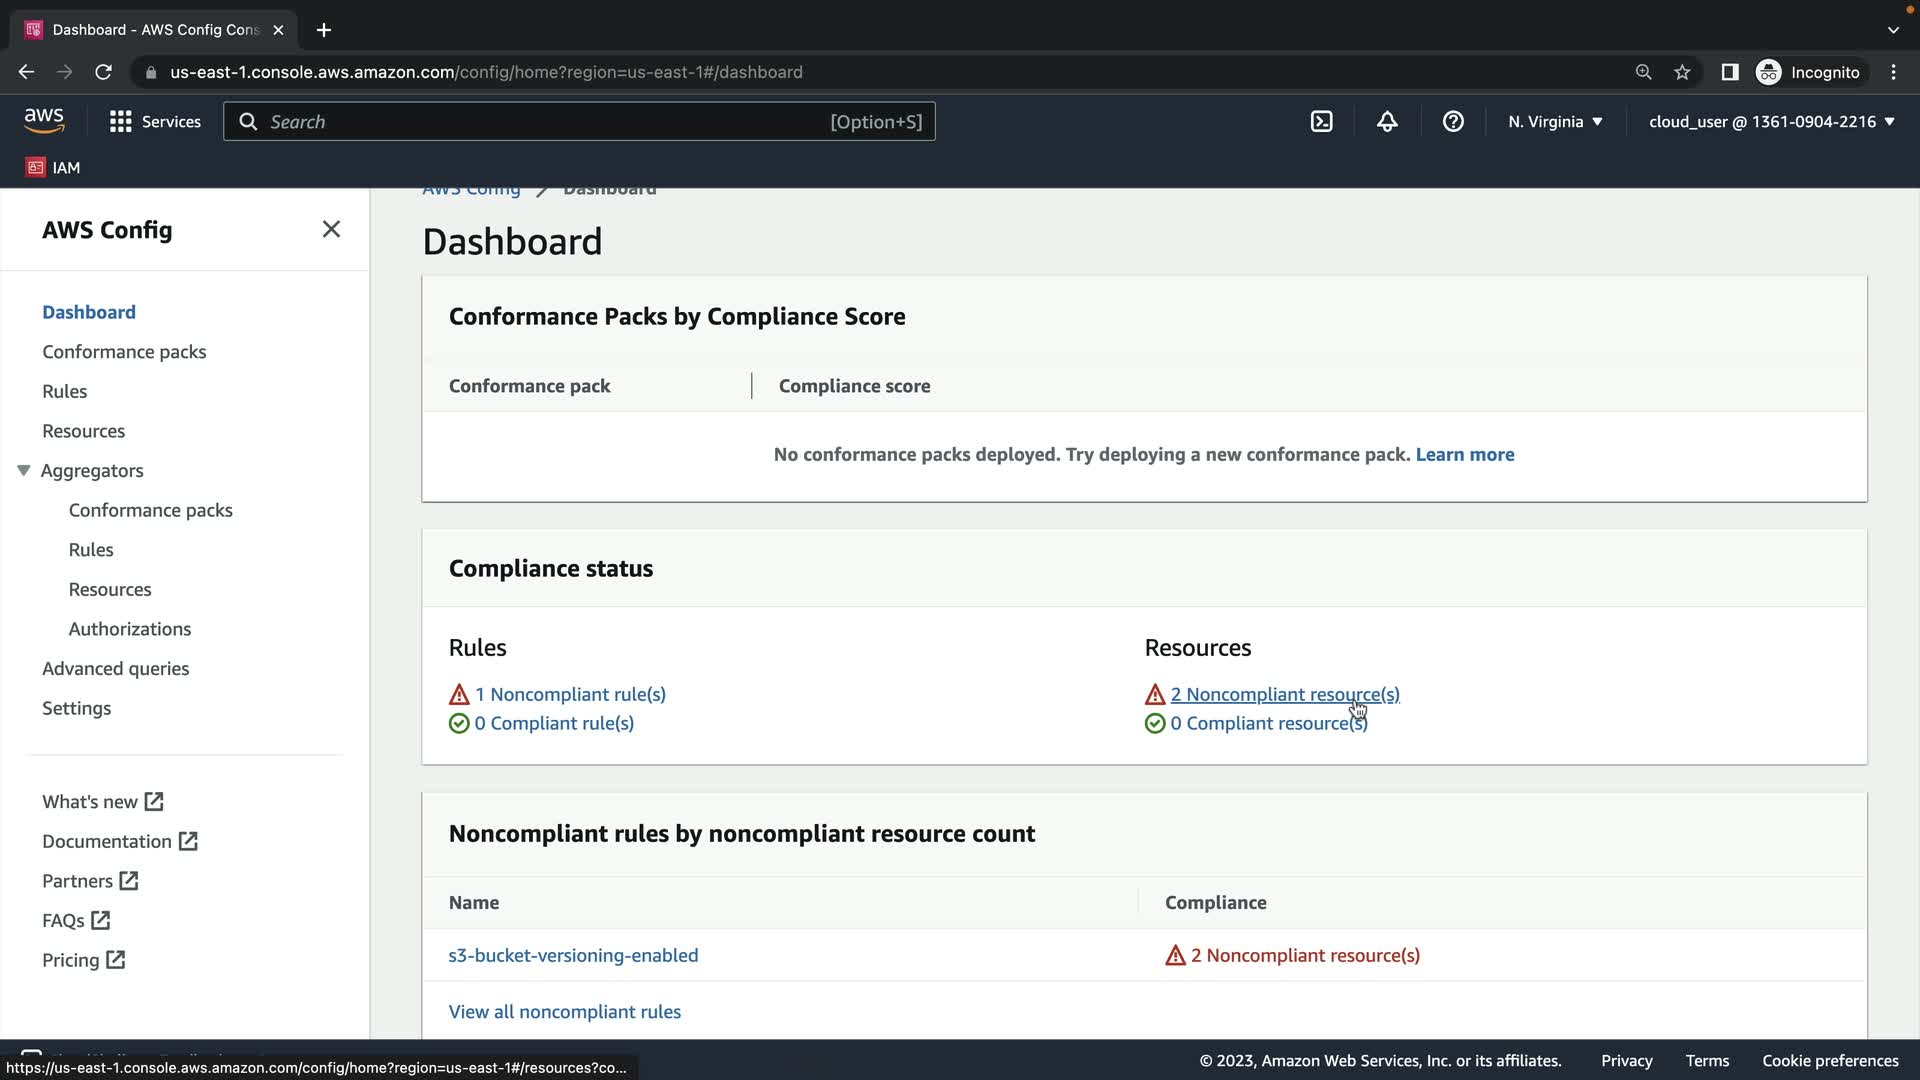 Dashboard - AWS Config Cons
us-east-1.console.aws.amazon.com/config/home?region=us-east-1#/dashboard
Incognito
aws
Services
Search
[Option+S]
N. Virginia
cloud_user @ 1361-0904-2216
IAM
AWS Config
Dashboard
Conformance packs
Rules
Resources
Aggregators
Conformance packs
Rules
Resources
Authorizations
Advanced queries
Settings
What's new
Documentation
Partners
FAQs
Pricing
AWS Config Dashboard
Dashboard
Conformance Packs by Compliance Score
Conformance pack
Compliance score
No conformance packs deployed. Try deploying a new conformance pack. Learn more
Compliance status
Rules
1 Noncompliant rule(s)
0 Compliant rule(s)
Resources
2 Noncompliant resource(s)
0 Compliant resource(s)
Noncompliant rules by noncompliant resource count
Name
Compliance
s3-bucket-versioning-enabled
2 Noncompliant resource(s)
View all noncompliant rules
https://us-east-1.console.aws.amazon.com/config/home?region=us-east-1#/resources?co...
© 2023, Amazon Web Services, Inc. or its affiliates.
Privacy
Terms
Cookie preferences